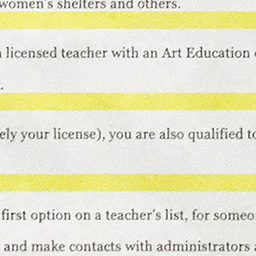 women's shelters and others.
licensed teacher with an Art Education
.
ely your license), you are also qualified to
first option on a teacher's list, for someo
and make contacts with administrators a